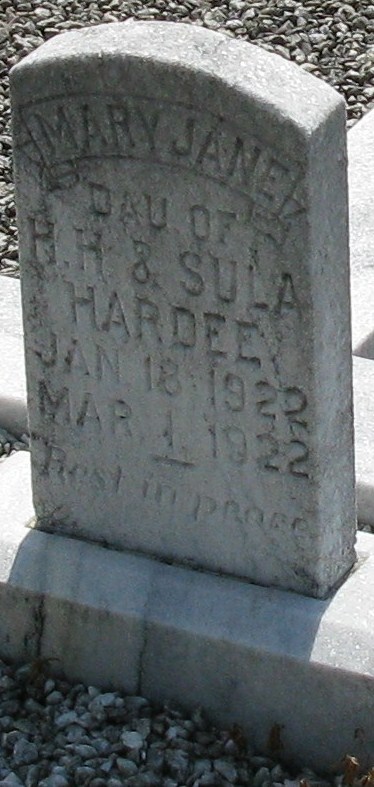 MARY JANE
DAU OF
H. H. & SULA
HARDEE
JAN 18 1922
MAR. 1, 1922
Rest in peace